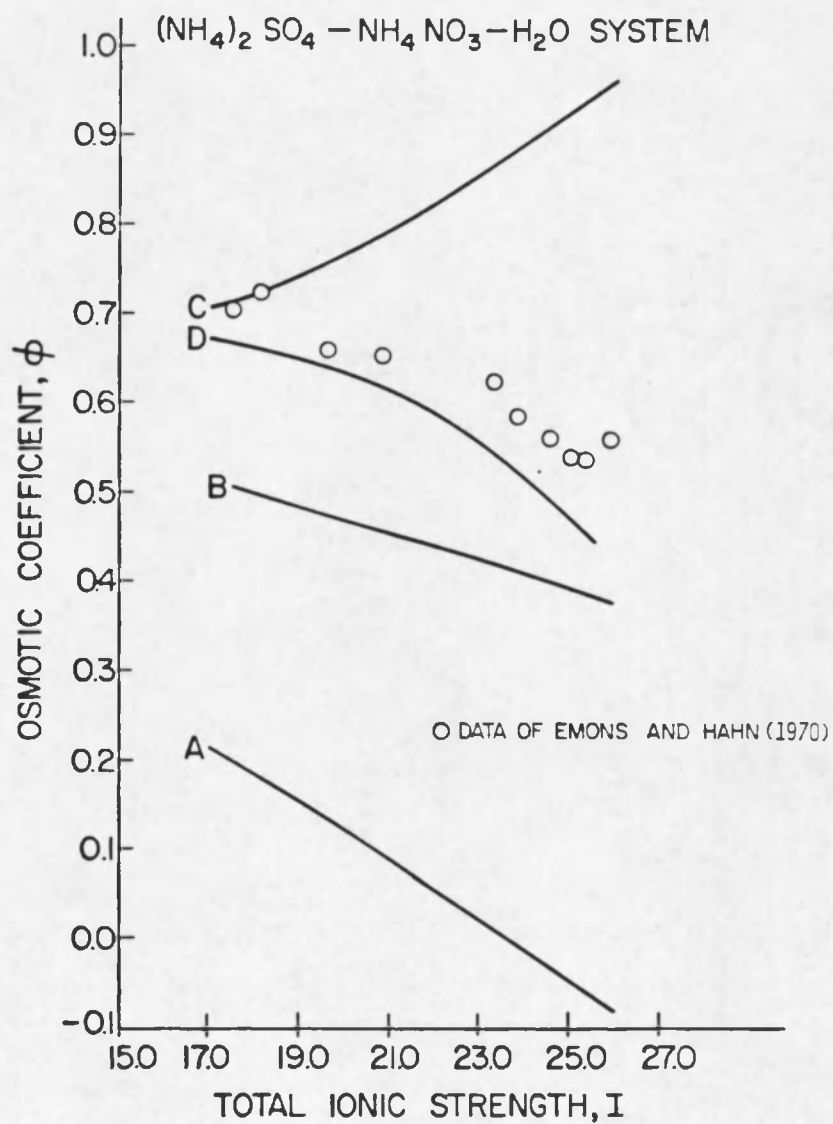 (NH₄)₂ SO₄ – NH₄ NO₃ – H₂O SYSTEM
1.0
0.9
0.8
0.7
0.6
0.5
0.4
0.3
0.2
0.1
0.0
-0.1
OSMOTIC COEFFICIENT, ϕ
C
D
B
A
O DATA OF EMONS AND HAHN (1970)
15.0 17.0 19.0 21.0 23.0 25.0 27.0
TOTAL IONIC STRENGTH, I